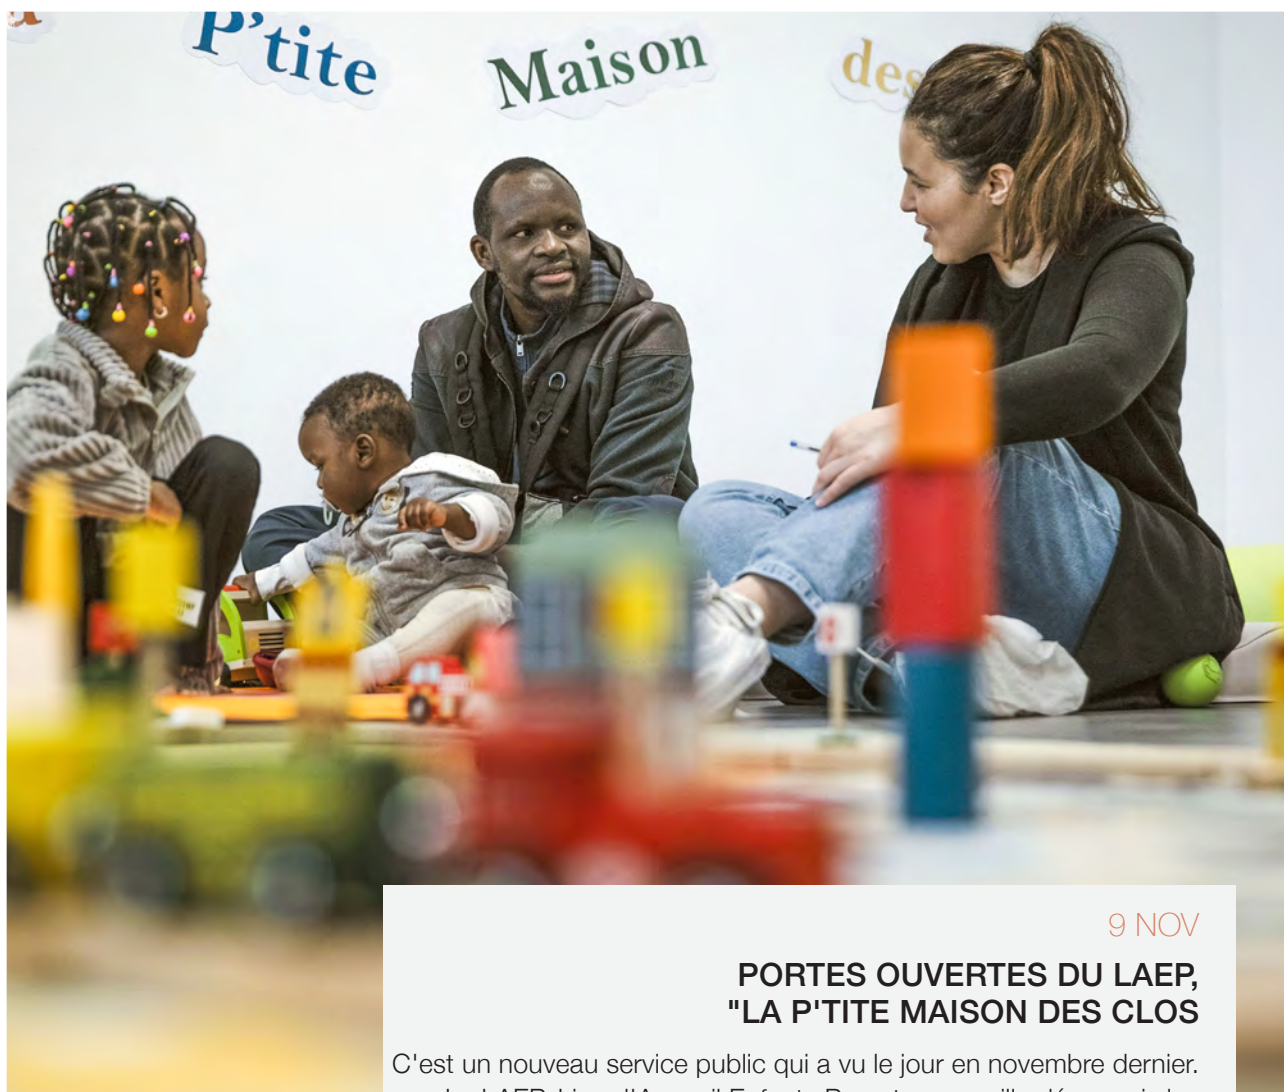 P'tite Maison des
9 NOV
PORTES OUVERTES DU LAEP,
"LA P'TITE MAISON DES CLOS
C'est un nouveau service public qui a vu le jour en novembre dernier.